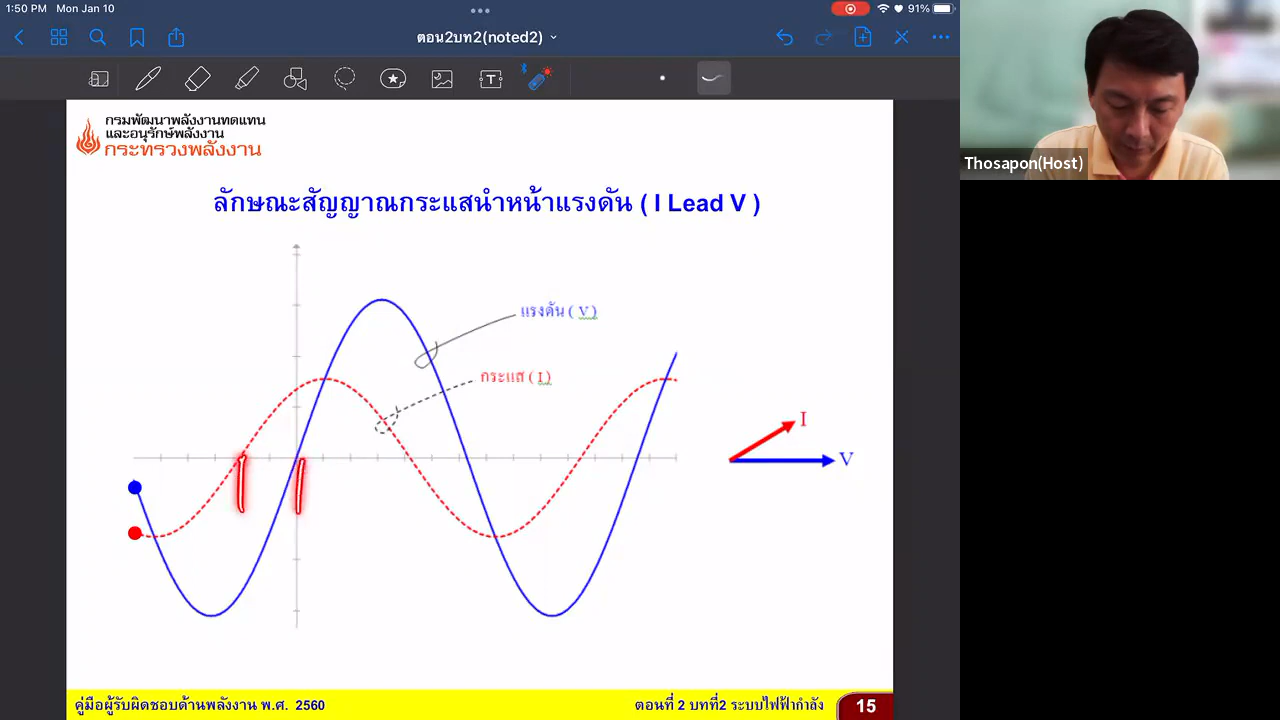 1:50 PM Mon Jan 10
91%
ตอน2บท2(noted2)
T
Thosapon(Host)
กรมพัฒนาพลังงานทดแทน
และอนุรักษ์พลังงาน
กระทรวงพลังงาน
ลักษณะสัญญาณกระแสนำหน้าแรงดัน ( I Lead V )
แรงดัน ( V )
กระแส ( I )
I
V
คู่มือผู้รับผิดชอบด้านพลังงาน พ.ศ. 2560
ตอนที่ 2 บทที่2 ระบบไฟฟ้ากำลัง
15